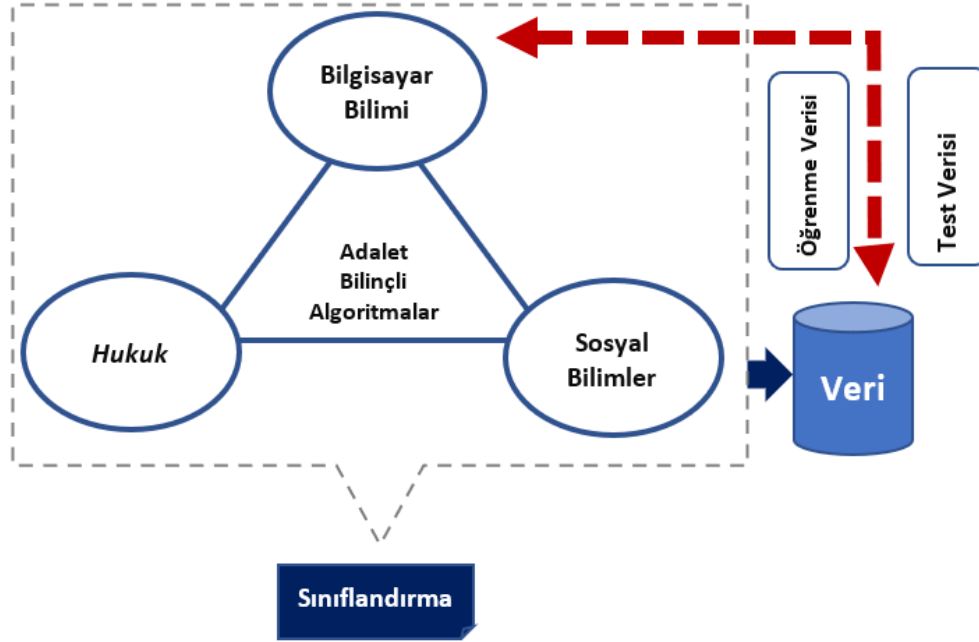 Bilgisayar
Bilimi
Adalet
Bilinçli
Algoritmalar
Hukuk
Sosyal
Bilimler
Öğrenme Verisi
Test Verisi
Veri
Sınıflandırma